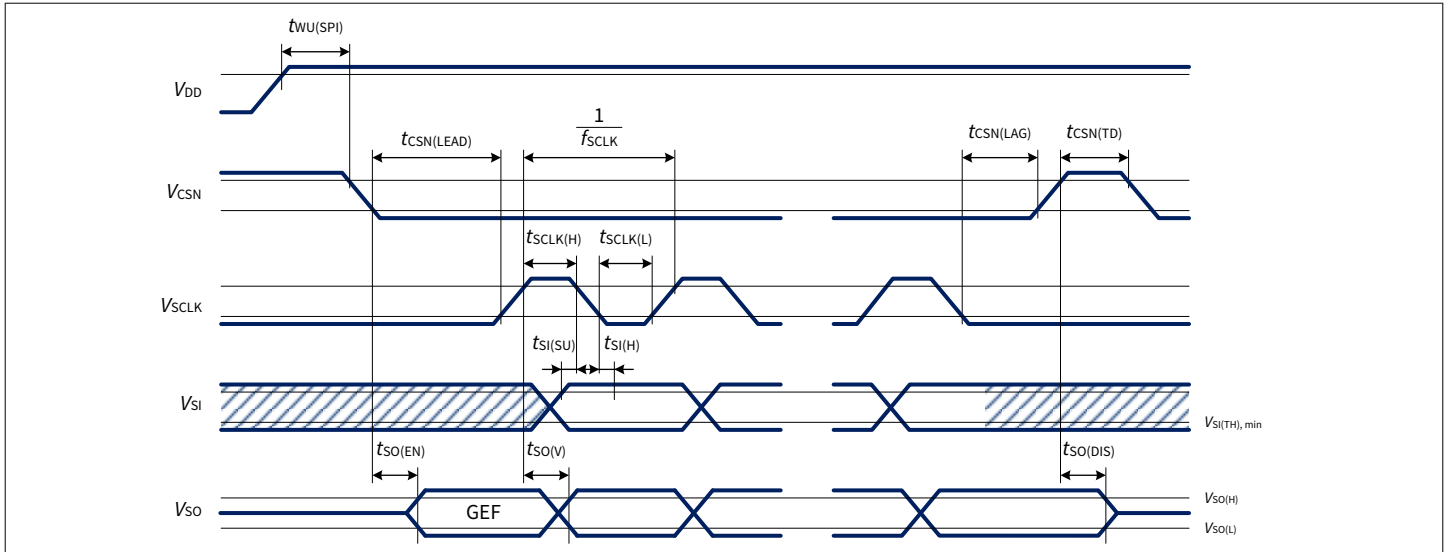 tWU(SPI)
VDD
tCSN(LEAD)
1
fSCLK
tCSN(LAG)
tCSN(TD)
VCSN
tSCLK(H)
tSCLK(L)
VSCLK
tSI(SU)
tSI(H)
VSI
VSI(TH), min
tSO(EN)
tSO(V)
tSO(DIS)
VSO(H)
VSO
GEF
VSO(L)